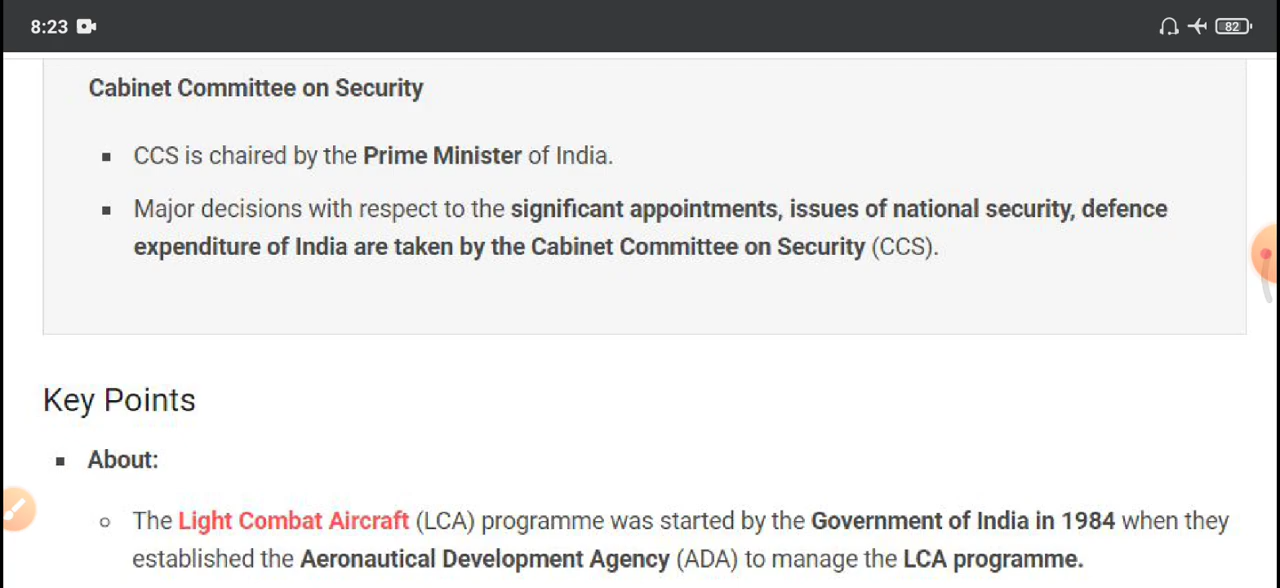 8:23
82
Cabinet Committee on Security
▪ CCS is chaired by the Prime Minister of India.
▪ Major decisions with respect to the significant appointments, issues of national security, defence
expenditure of India are taken by the Cabinet Committee on Security (CCS).
Key Points
▪ About:
○ The Light Combat Aircraft (LCA) programme was started by the Government of India in 1984 when they
established the Aeronautical Development Agency (ADA) to manage the LCA programme.